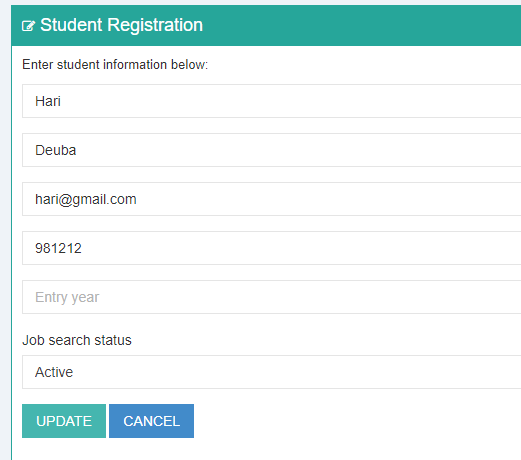 Student Registration
Enter student information below:
Hari
Deuba
hari@gmail.com
981212
Entry year
Job search status
Active
UPDATE CANCEL